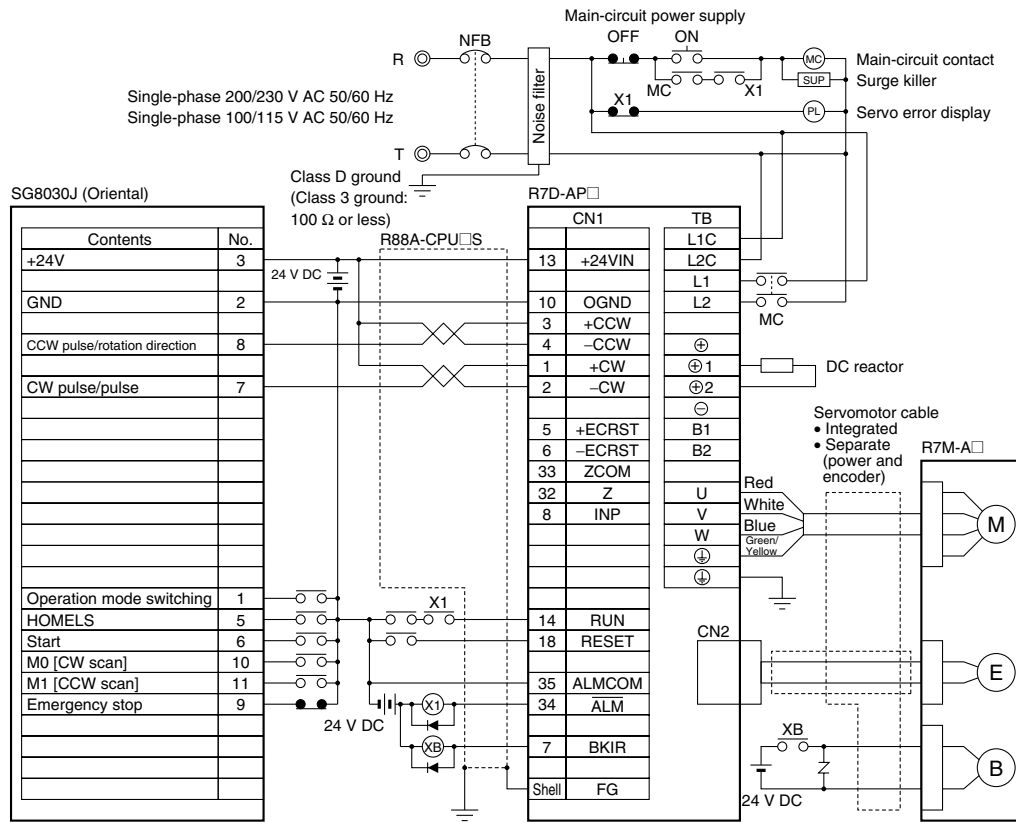 Main-circuit power supply
OFF ON
R NFB
MC Main-circuit contact
SUP Surge killer
MC X1
Single-phase 200/230 V AC 50/60 Hz
Single-phase 100/115 V AC 50/60 Hz
Noise filter
X1
PL Servo error display
T
Class D ground
(Class 3 ground:
100 Ω or less)
SG8030J (Oriental)
R7D-AP□
R88A-CPU□S
CN1 TB
Contents No.
L1C
+24V 3
24 V DC
13 +24VIN L2C
L1
GND 2
10 OGND L2
MC
3 +CCW
CCW pulse/rotation direction 8
4 –CCW ⊕
1 +CW ⊕1
DC reactor
CW pulse/pulse 7
2 –CW ⊕2
⊖
5 +ECRST B1
6 –ECRST B2
33 ZCOM
32 Z U
8 INP V
W
Servomotor cable
• Integrated
• Separate
(power and
encoder)
R7M-A□
Red
White
Blue
Green/
Yellow
M
Operation mode switching 1
HOMELS 5
X1
14 RUN
Start 6
18 RESET
CN2
M0 [CW scan] 10
M1 [CCW scan] 11
35 ALMCOM
E
Emergency stop 9
24 V DC
X1
34 ALM
XB
7 BKIR
XB
B
24 V DC
Shell FG